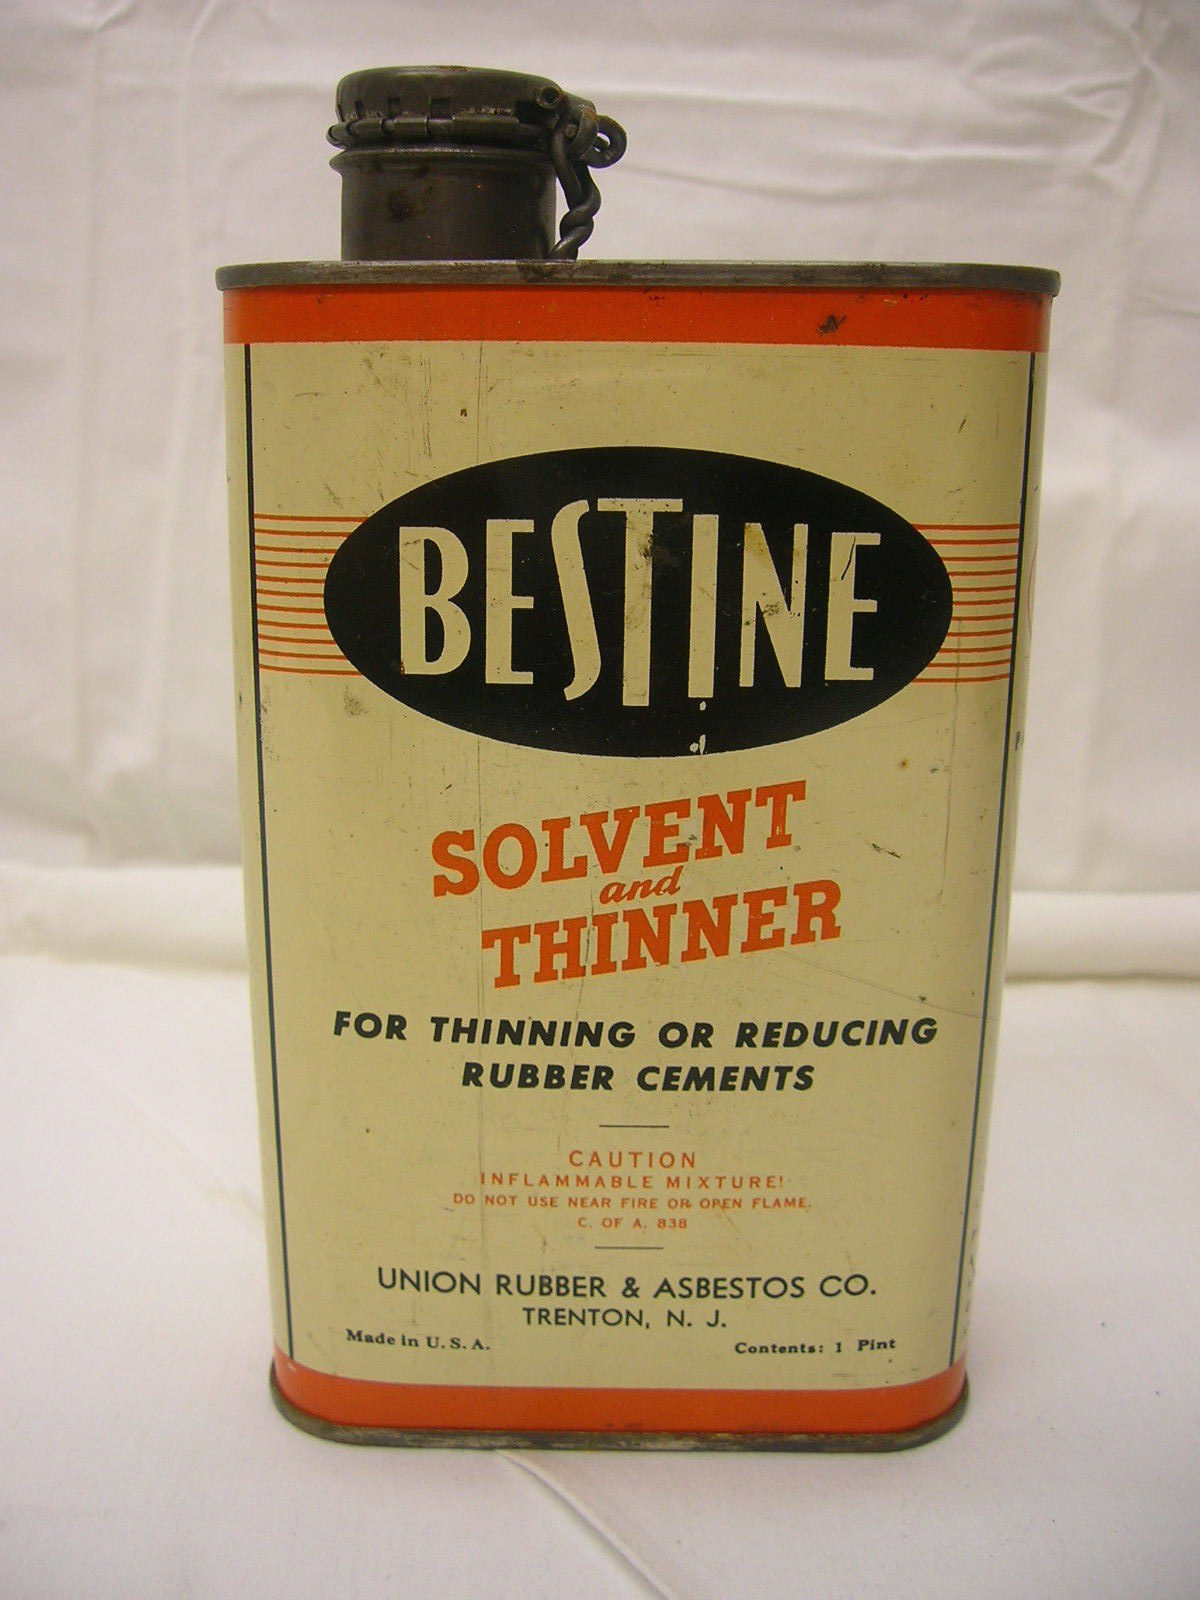 BESTINE
SOLVENT
and
THINNER
FOR THINNING OR REDUCING
RUBBER CEMENTS
CAUTION
INFLAMMABLE MIXTURE!
DO NOT USE NEAR FIRE OR OPEN FLAME.
C. OF A. 838
UNION RUBBER & ASBESTOS CO.
TRENTON, N. J.
Made in U. S. A.
Contents: 1 Pint